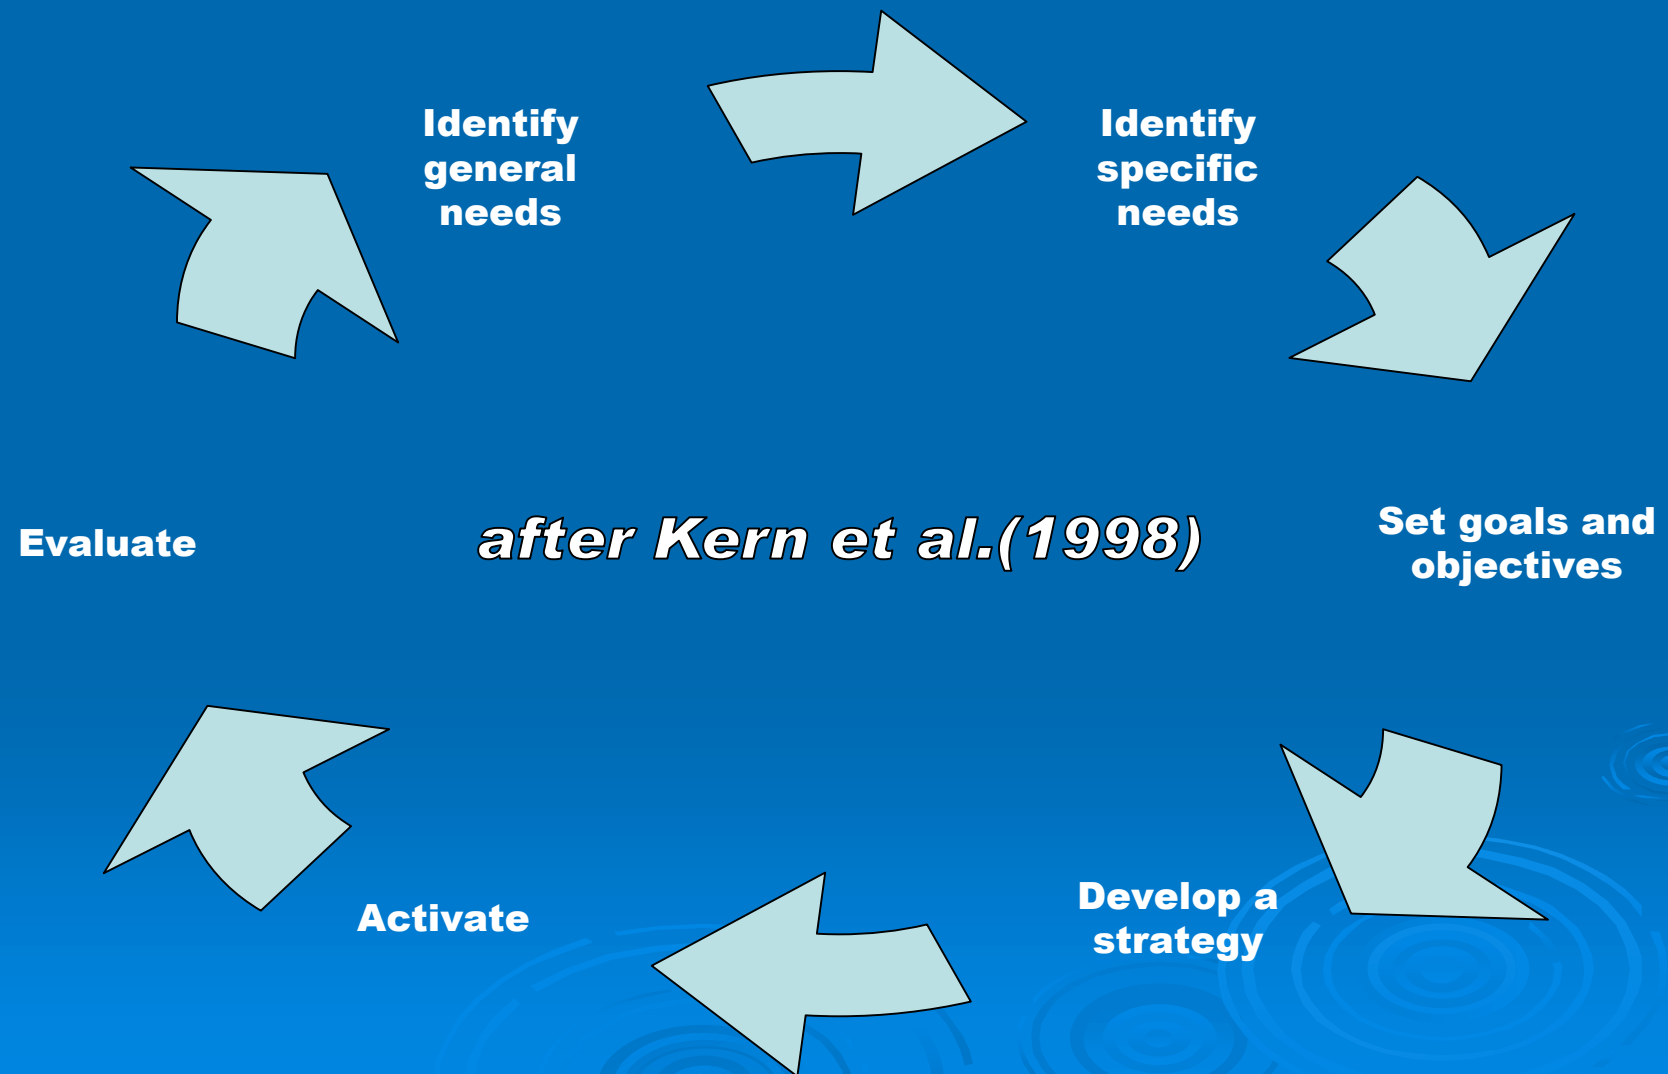 Identify
general
needs
Identify
specific
needs
Set goals and
objectives
Develop a
strategy
Activate
Evaluate
after Kern et al.(1998)